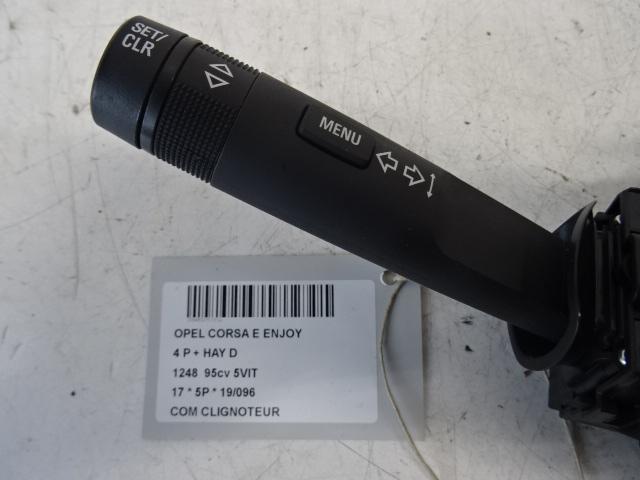 SET/
CLR
MENU
OPEL CORSA E ENJOY
4 P + HAY D
1248 95cv 5VIT
17 * 5P * 19/096
COM CLIGNOTEUR